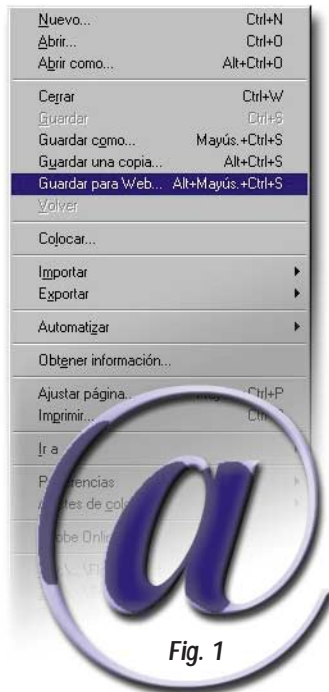 Nuevo... Ctrl+N
Abrir... Ctrl+O
Abrir como... Alt+Ctrl+O
Cerrar Ctrl+W
Guardar Ctrl+S
Guardar como... Mayús.+Ctrl+S
Guardar una copia... Alt+Ctrl+S
Guardar para Web... Alt+Mayús.+Ctrl+S
Volver
Colocar...
Importar
Exportar
Automatizar
Obtener información...
Ajustar página... Ctrl+P
Imprimir...
Ir a
@
Fig. 1